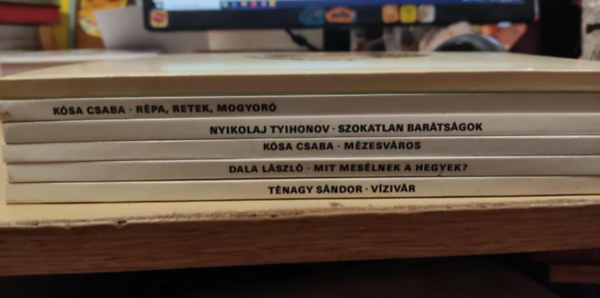 KÓSA CSABA · RÉPA, RETEK, MOGYORÓ
NYIKOLAJ TYIHONOV · SZOKATLAN BARÁTSÁGOK
KÓSA CSABA · MÉZESVÁROS
DALA LÁSZLÓ · MIT MESÉLNEK A HEGYEK?
TÉNAGY SÁNDOR · VÍZIVÁR